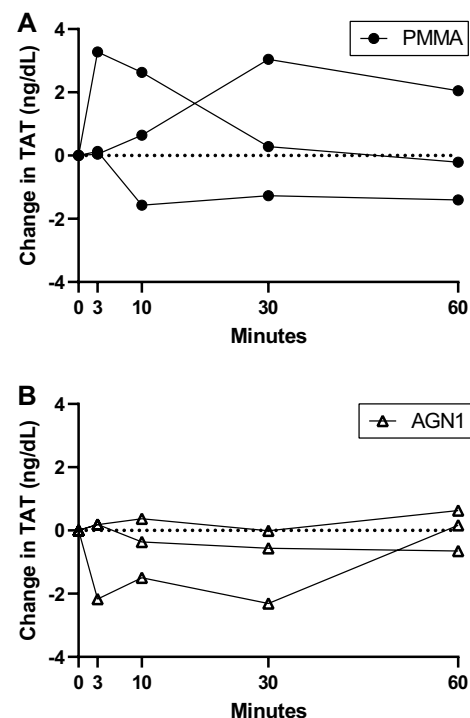 A
PMMA
Change in TAT (ng/dL)
4
2
0
-2
-4
0 3 10 30 60
Minutes
B
AGN1
Change in TAT (ng/dL)
4
2
0
-2
-4
0 3 10 30 60
Minutes